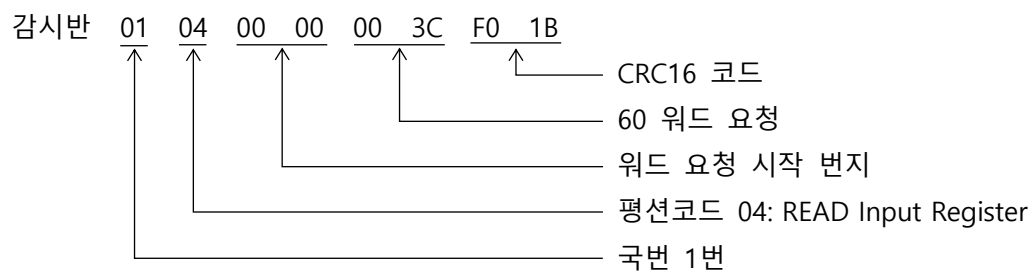 감시반 01 04 00 00 00 3C F0 1B
CRC16 코드
60 워드 요청
워드 요청 시작 번지
평션코드 04: READ Input Register
국번 1번